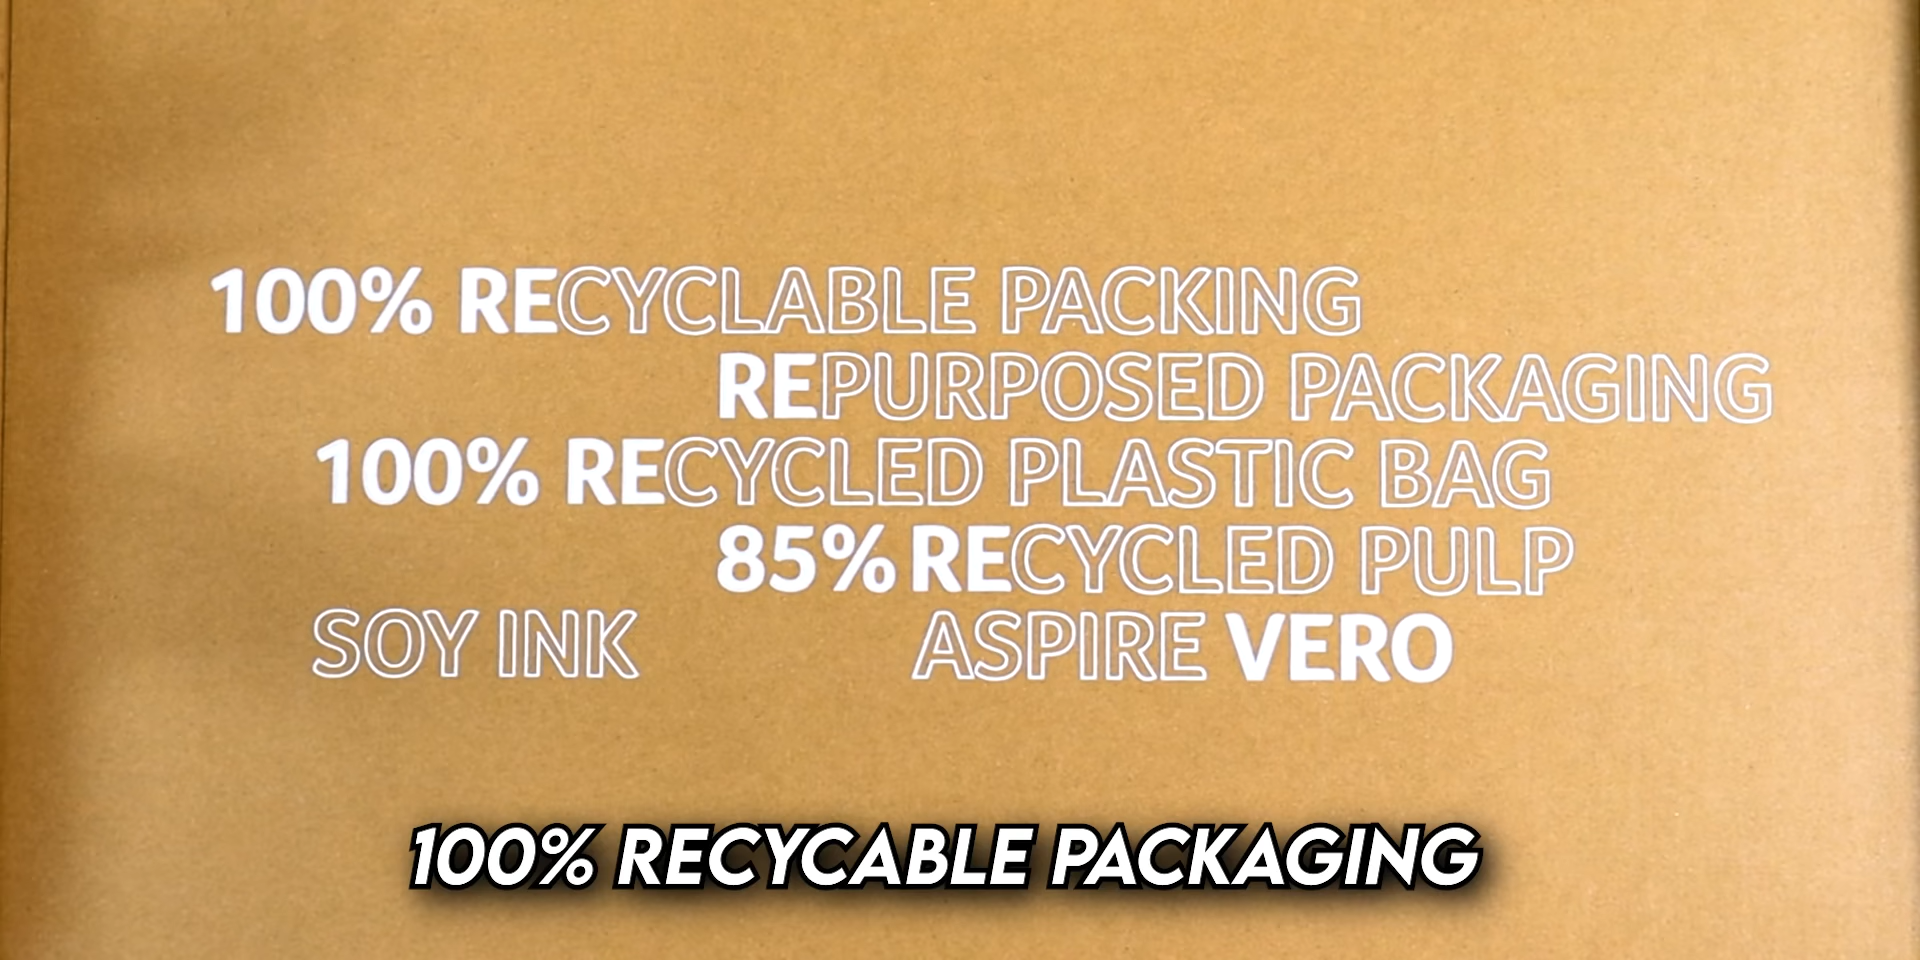 100% RECYCLABLE PACKING
REPURPOSED PACKAGING
100% RECYCLED PLASTIC BAG
85% RECYCLED PULP
SOY INK ASPIRE VERO
100% RECYCABLE PACKAGING